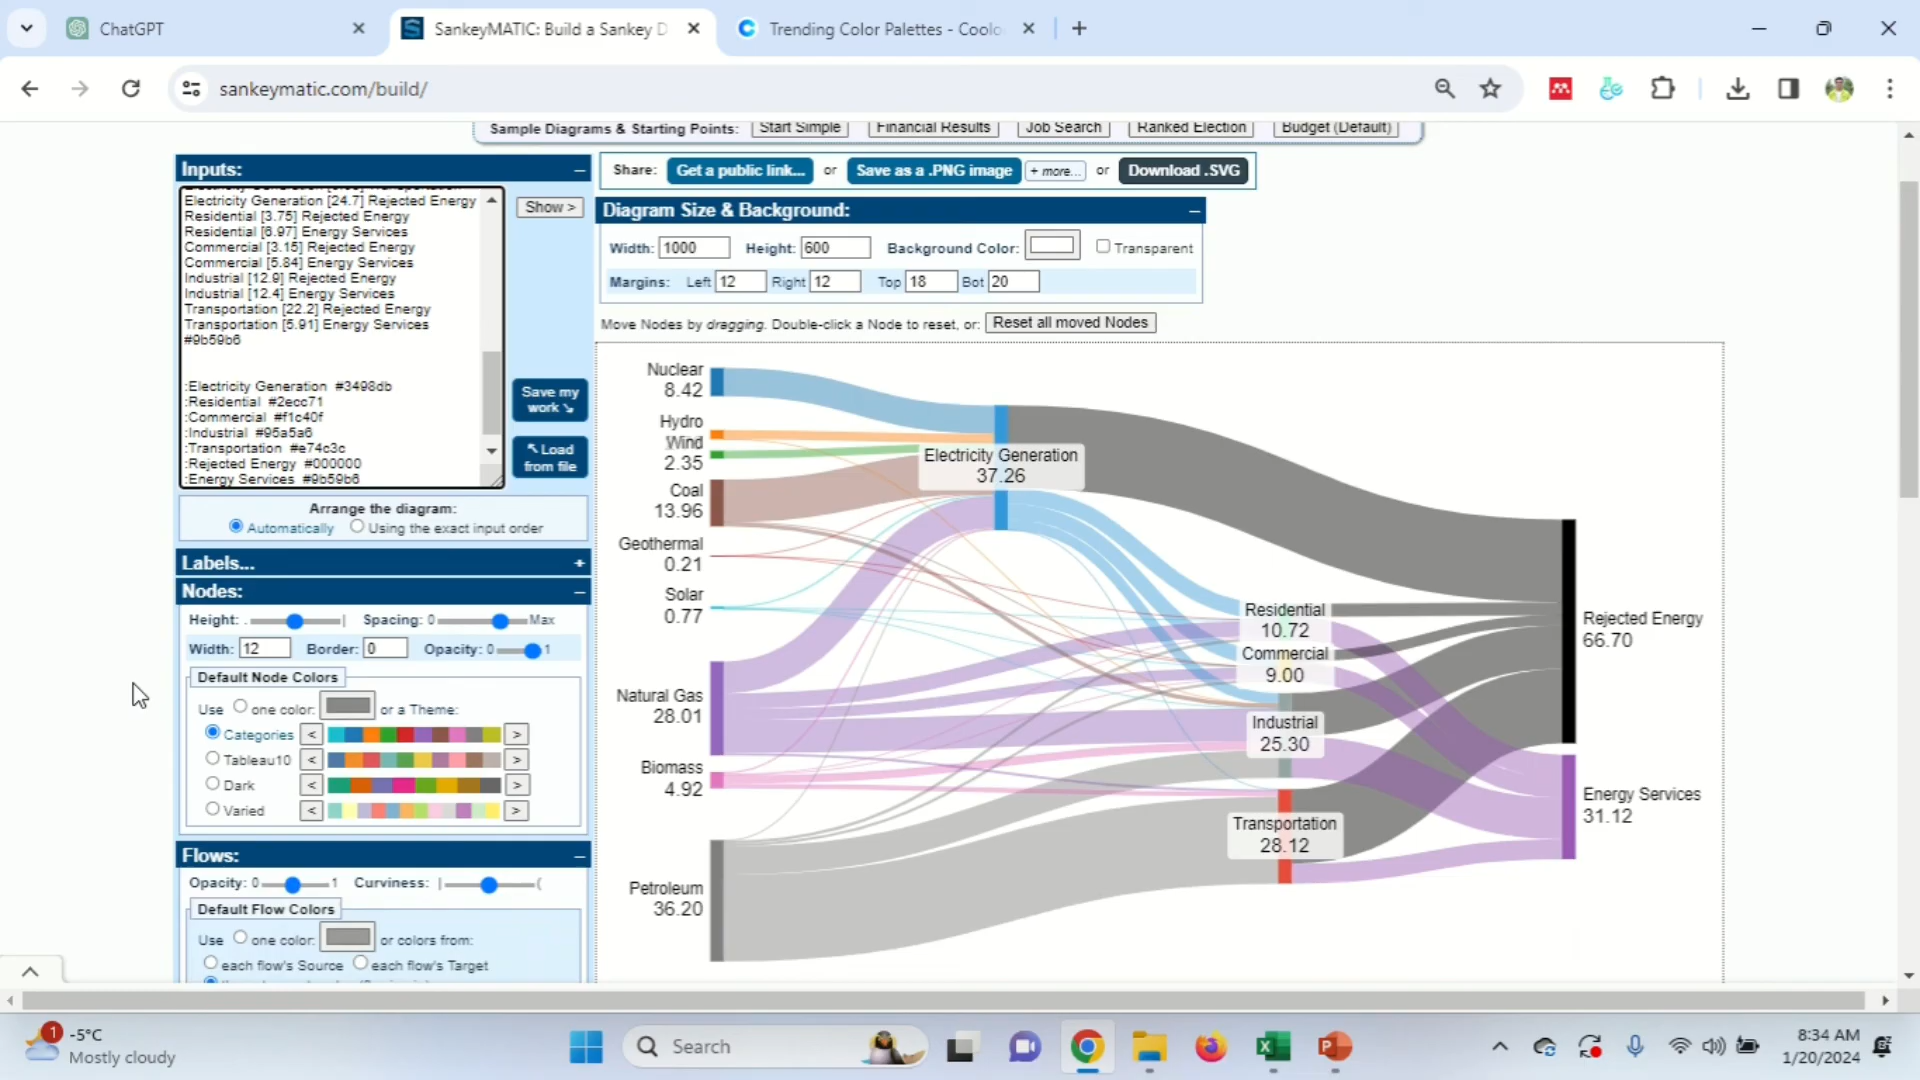 ChatGPT
SankeyMATIC: Build a Sankey D
Trending Color Palettes - Coolo
sankeymatic.com/build/
Sample Diagrams & Starting Points: Start Simple Financial Results Job Search Ranked Election Budget (Default)
Inputs:
Share: Get a public link... or Save as a .PNG image + more... or Download .SVG
Electricity Generation [24.7] Rejected Energy
Residential [3.75] Rejected Energy
Residential [6.97] Energy Services
Commercial [3.15] Rejected Energy
Commercial [5.84] Energy Services
Industrial [12.9] Rejected Energy
Industrial [12.4] Energy Services
Transportation [22.2] Rejected Energy
Transportation [5.91] Energy Services
#9b59b6
:Electricity Generation #3498db
:Residential #2ecc71
:Commercial #f1c40f
:Industrial #95a5a6
:Transportation #e74c3c
:Rejected Energy #000000
:Energy Services #9b59b6
Show >
Save my
work ↘
↖ Load
from file
Diagram Size & Background:
Width: 1000 Height: 600 Background Color: Transparent
Margins: Left 12 Right 12 Top 18 Bot 20
Move Nodes by dragging. Double-click a Node to reset, or: Reset all moved Nodes
Arrange the diagram:
Automatically Using the exact input order
Labels... +
Nodes: –
Height: Spacing: 0 Max
Width: 12 Border: 0 Opacity: 0 1
Default Node Colors
Use one color: or a Theme:
Categories < >
Tableau10 < >
Dark < >
Varied < >
Flows: –
Opacity: 0 1 Curviness: | (
Default Flow Colors
Use one color: or colors from:
each flow's Source each flow's Target
Nuclear
8.42
Hydro
Wind
2.35
Coal
13.96
Geothermal
0.21
Solar
0.77
Natural Gas
28.01
Biomass
4.92
Petroleum
36.20
Electricity Generation
37.26
Residential
10.72
Commercial
9.00
Industrial
25.30
Transportation
28.12
Rejected Energy
66.70
Energy Services
31.12
1
-5°C
Mostly cloudy
Search
8:34 AM
1/20/2024